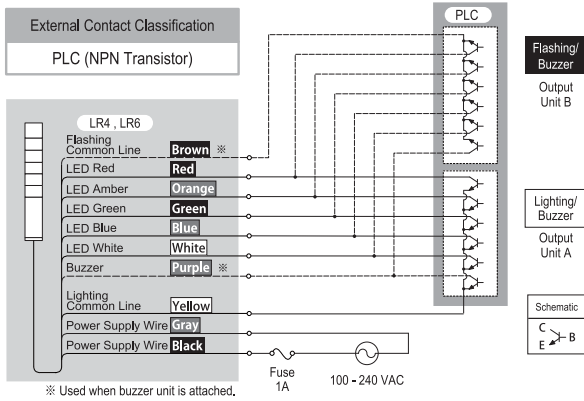 External Contact Classification
PLC (NPN Transistor)
PLC
Flashing/
Buzzer
Output
Unit B
LR4 , LR6
Flashing
Common Line Brown ※
LED Red Red
LED Amber Orange
LED Green Green
LED Blue Blue
LED White White
Buzzer Purple ※
Lighting
Common Line Yellow
Power Supply Wire Gray
Power Supply Wire Black
Lighting/
Buzzer
Output
Unit A
Schematic
C
E
B
Fuse
1A
100 - 240 VAC
※ Used when buzzer unit is attached.